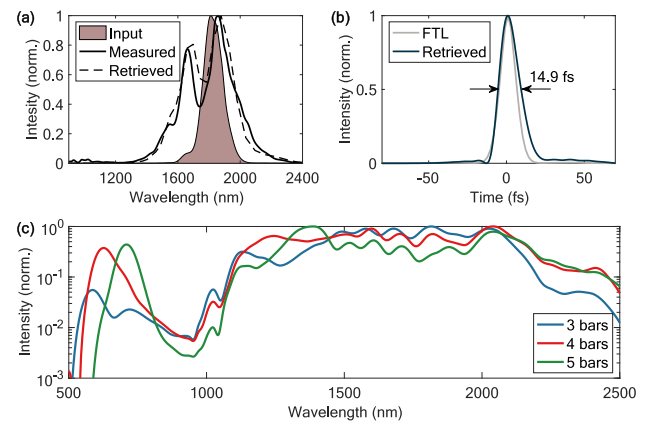 (a)
Intesity (norm.)
1
0.8
0.6
0.4
0.2
0
Input
Measured
Retrieved
1200
1600
2000
2400
Wavelength (nm)
(b)
Intensity (norm.)
1
0.5
0
FTL
Retrieved
14.9 fs
-50
0
50
Time (fs)
(c)
Intensity (norm.)
10^0
10^-1
10^-2
10^-3
3 bars
4 bars
5 bars
500
1000
1500
2000
2500
Wavelength (nm)